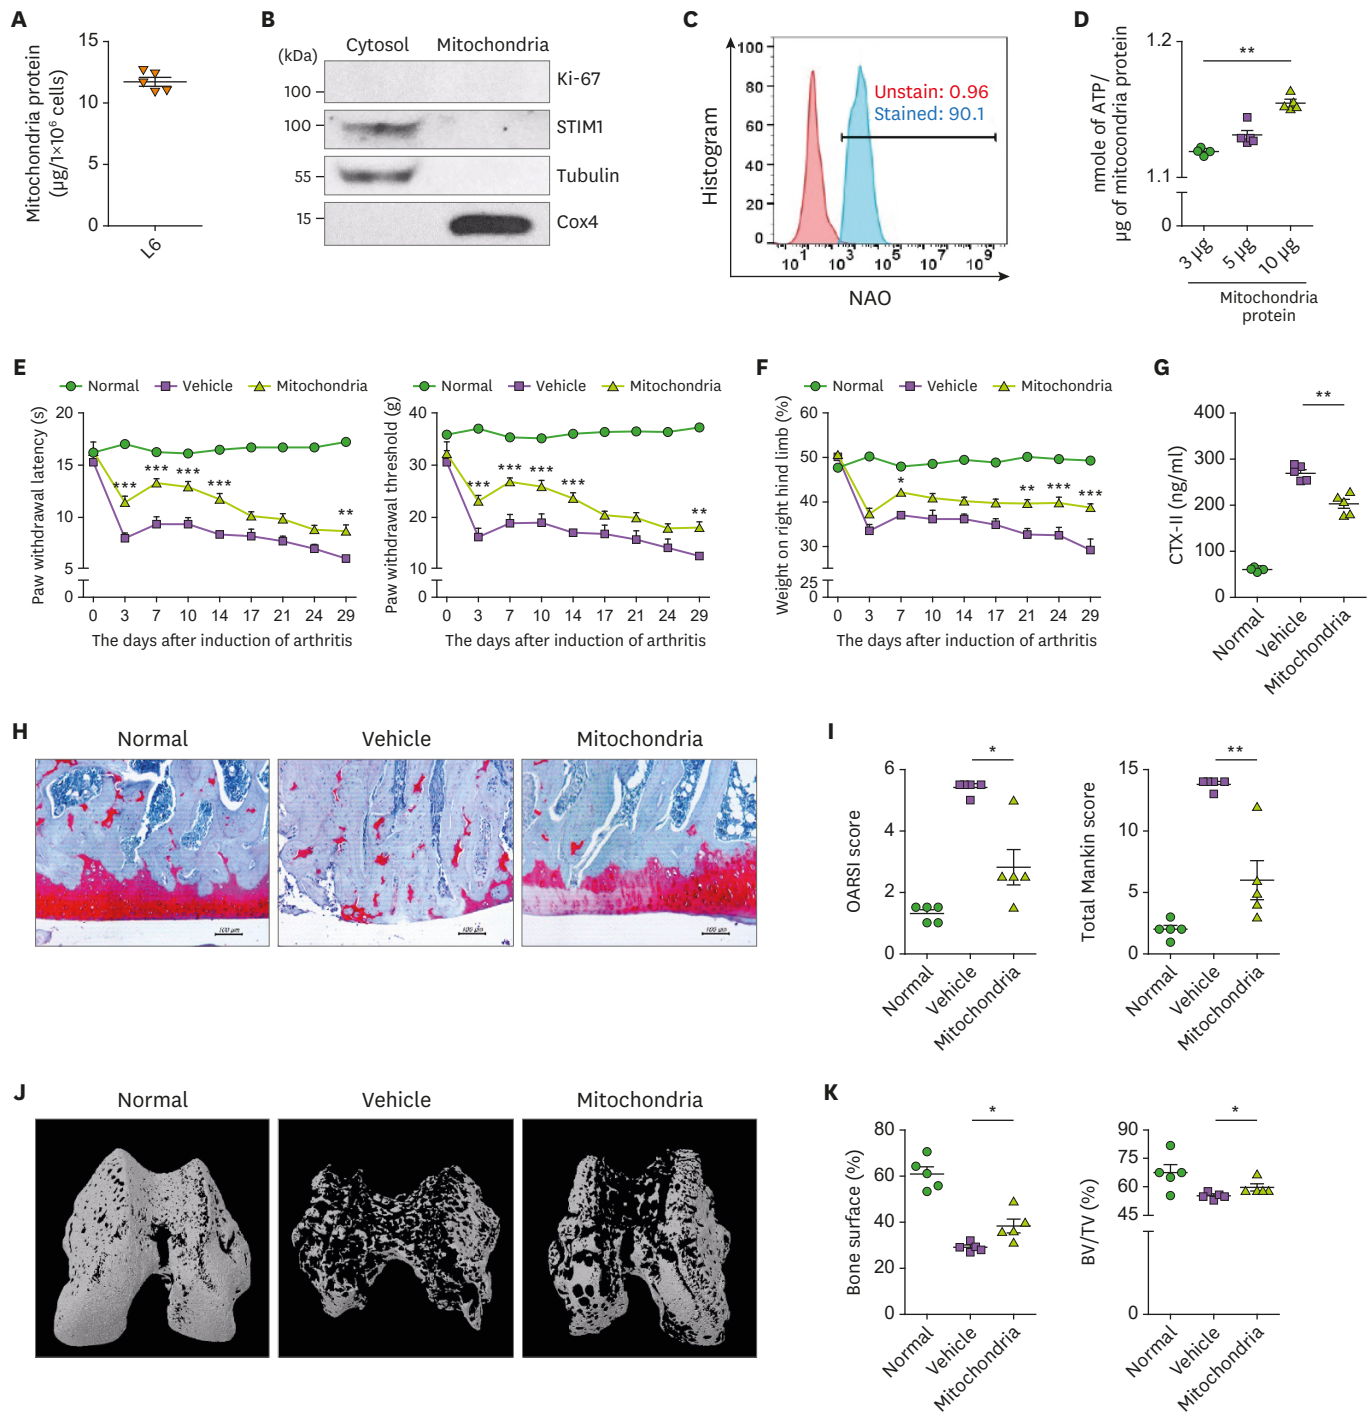 A
Mitochondria protein
(µg/1×10⁶ cells)
15
10
5
0
L6
B
(kDa)
Cytosol
Mitochondria
100
Ki-67
100
STIM1
55
Tubulin
15
Cox4
C
Histogram
100
80
60
40
20
0
Unstain: 0.96
Stained: 90.1
10¹
10³
10⁵
10⁷
10⁹
NAO
D
nmole of ATP/
µg of mitocondria protein
1.2
1.1
0
**
3 µg
5 µg
10 µg
Mitochondria
protein
E
Normal
Vehicle
Mitochondria
Paw withdrawal latency (s)
20
15
10
5
0
***
***
***
***
**
0
3
7
10
14
17
21
24
29
The days after induction of arthritis
Normal
Vehicle
Mitochondria
Paw withdrawal threshold (g)
40
30
20
10
0
***
***
***
***
**
0
3
7
10
14
17
21
24
29
The days after induction of arthritis
F
Normal
Vehicle
Mitochondria
Weight on right hind limb (%)
60
50
40
30
25
0
*
**
***
***
0
3
7
10
14
17
21
24
29
The days after induction of arthritis
G
CTX-II (ng/ml)
400
300
200
100
0
**
Normal
Vehicle
Mitochondria
H
Normal
Vehicle
Mitochondria
100 µm
100 µm
100 µm
I
OARSI score
6
4
2
0
*
Normal
Vehicle
Mitochondria
Total Mankin score
15
10
5
0
**
Normal
Vehicle
Mitochondria
J
Normal
Vehicle
Mitochondria
K
Bone surface (%)
80
60
40
20
0
*
Normal
Vehicle
Mitochondria
BV/TV (%)
90
75
60
45
0
*
Normal
Vehicle
Mitochondria